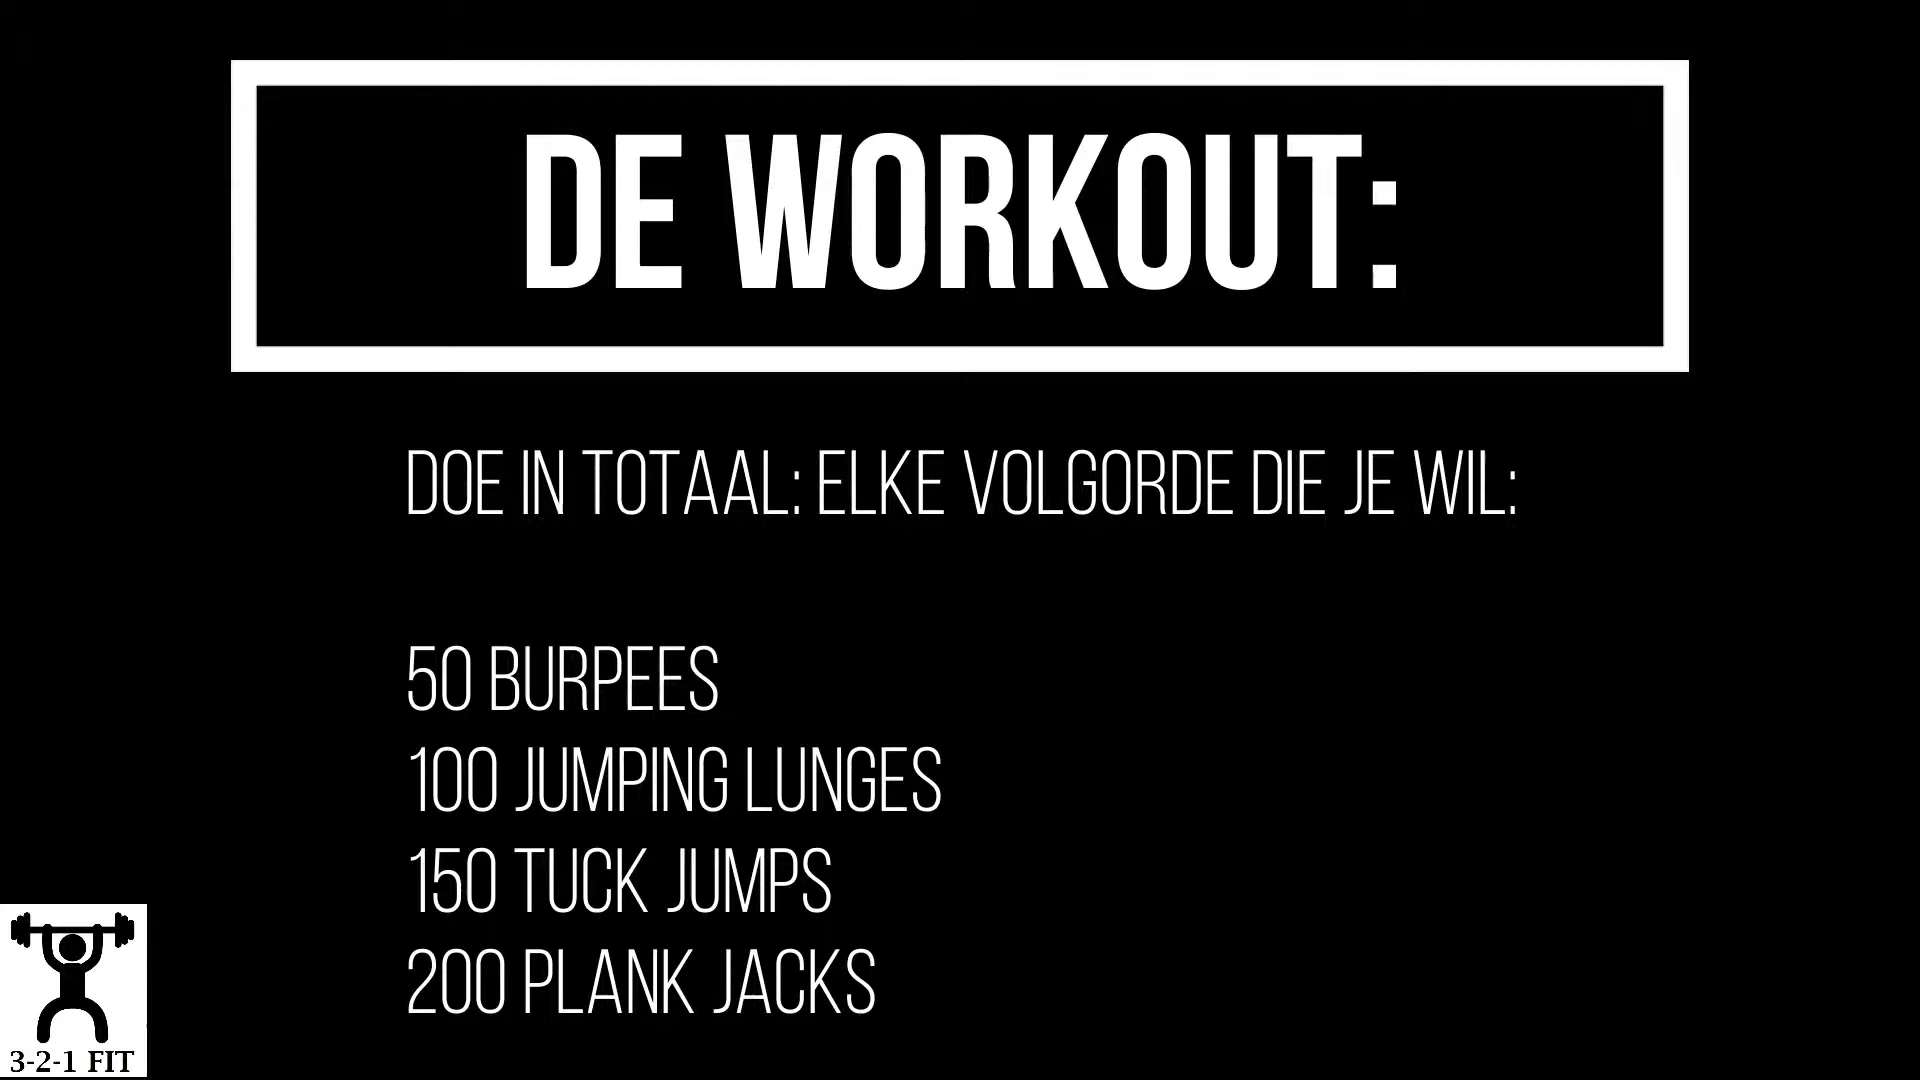 DE WORKOUT:
DOE IN TOTAAL: ELKE VOLGORDE DIE JE WIL:
50 BURPEES
100 JUMPING LUNGES
150 TUCK JUMPS
200 PLANK JACKS
3-2-1 FIT